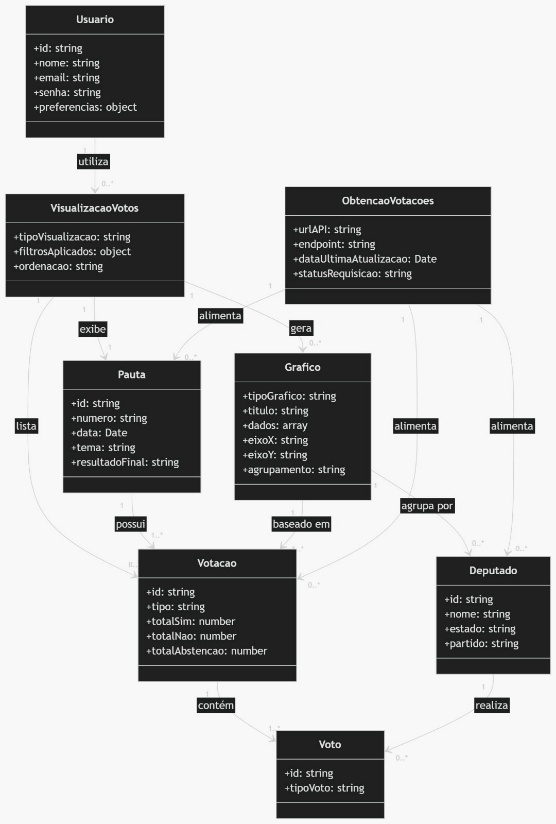 Usuario
+id: string
+nome: string
+email: string
+senha: string
+preferencias: object
1
utiliza
0..*
VisualizacaoVotos
+tipoVisualizacao: string
+filtrosAplicados: object
+ordenacao: string
ObtencaoVotacoes
+urlAPI: string
+endpoint: string
+dataUltimaAtualizacao: Date
+statusRequisicao: string
1
1
1
1
1
1
exibe
alimenta
gera
1
0..*
0..*
Pauta
+id: string
+numero: string
+data: Date
+tema: string
+resultadoFinal: string
Grafico
+tipoGrafico: string
+titulo: string
+dados: array
+eixoX: string
+eixoY: string
+agrupamento: string
lista
alimenta
alimenta
1
1
1
possui
baseado em
agrupa por
1..*
0..*
0..*
0..*
0..*
Votacao
+id: string
+tipo: string
+totalSim: number
+totalNao: number
+totalAbstencao: number
Deputado
+id: string
+nome: string
+estado: string
+partido: string
1
1
contém
realiza
0..*
Voto
+id: string
+tipoVoto: string